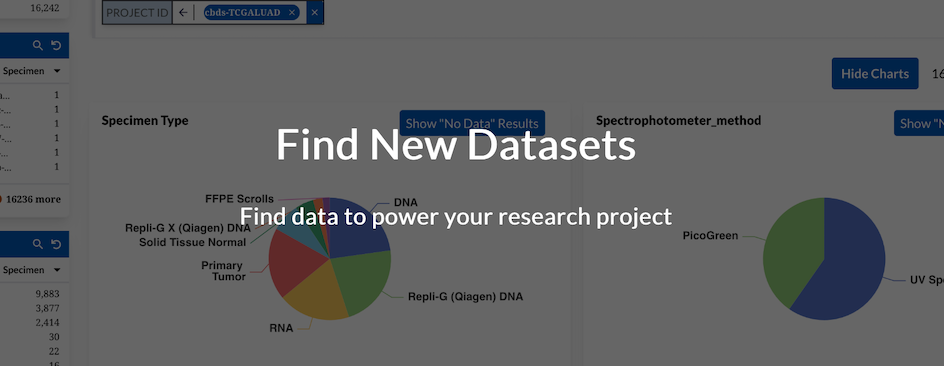 16,242
PROJECT ID
cbds-TCGALUAD
Hide Charts
16
Specimen
1
1
1
1
1
1
16236 more
Specimen
9,883
3,877
2,414
30
22
16
Specimen Type
Show "No Data" Results
Spectrophotometer_method
Show "N
Find New Datasets
Find data to power your research project
FFPE Scrolls
DNA
Repli-G X (Qiagen) DNA
Solid Tissue Normal
Primary
Tumor
Repli-G (Qiagen) DNA
RNA
PicoGreen
UV Spe